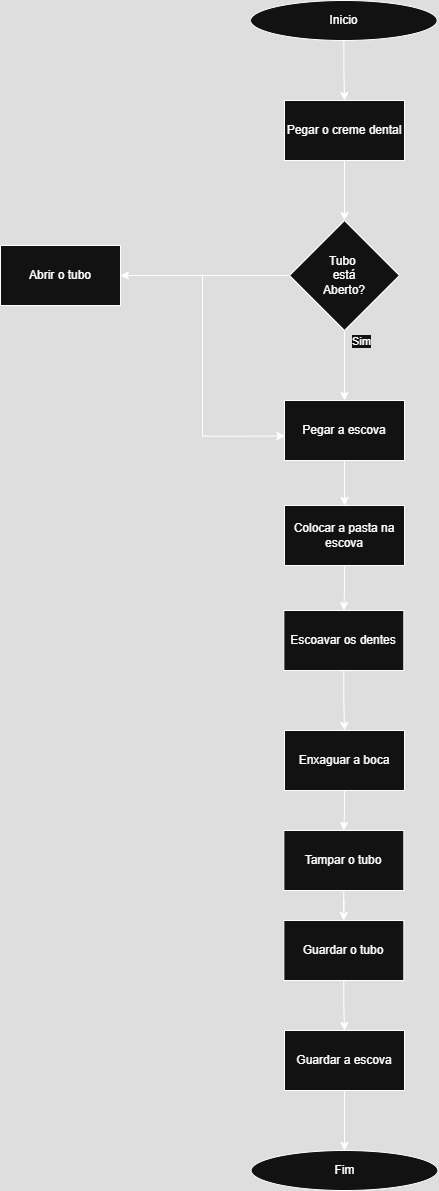 Inicio
Pegar o creme dental
Tubo
está
Aberto?
Abrir o tubo
Sim
Pegar a escova
Colocar a pasta na
escova
Escoavar os dentes
Enxaguar a boca
Tampar o tubo
Guardar o tubo
Guardar a escova
Fim